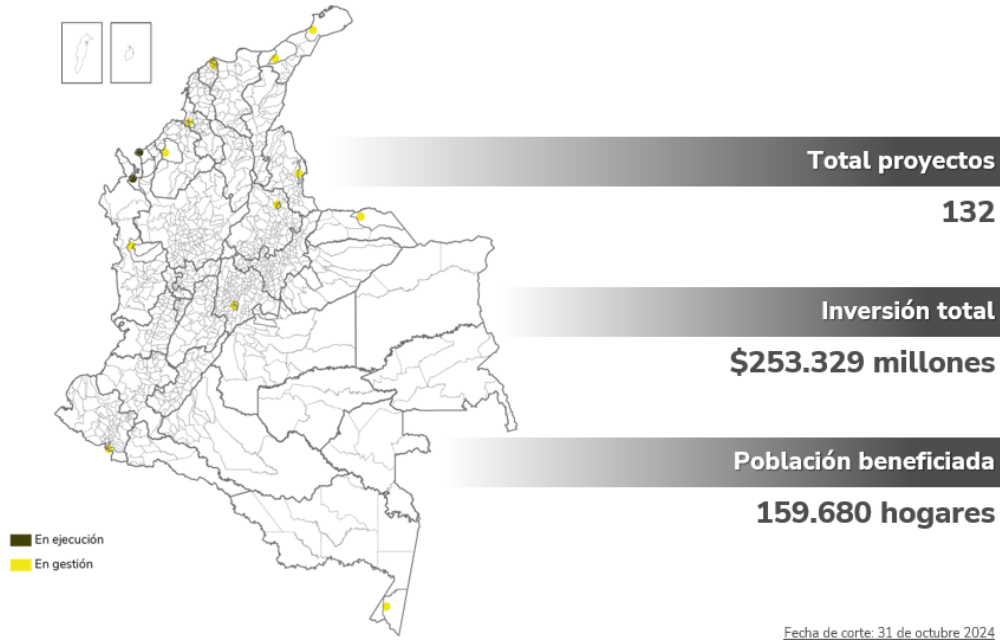 Total proyectos
132
Inversión total
$253.329 millones
Población beneficiada
159.680 hogares
En ejecución
En gestión
Fecha de corte: 31 de octubre 2024